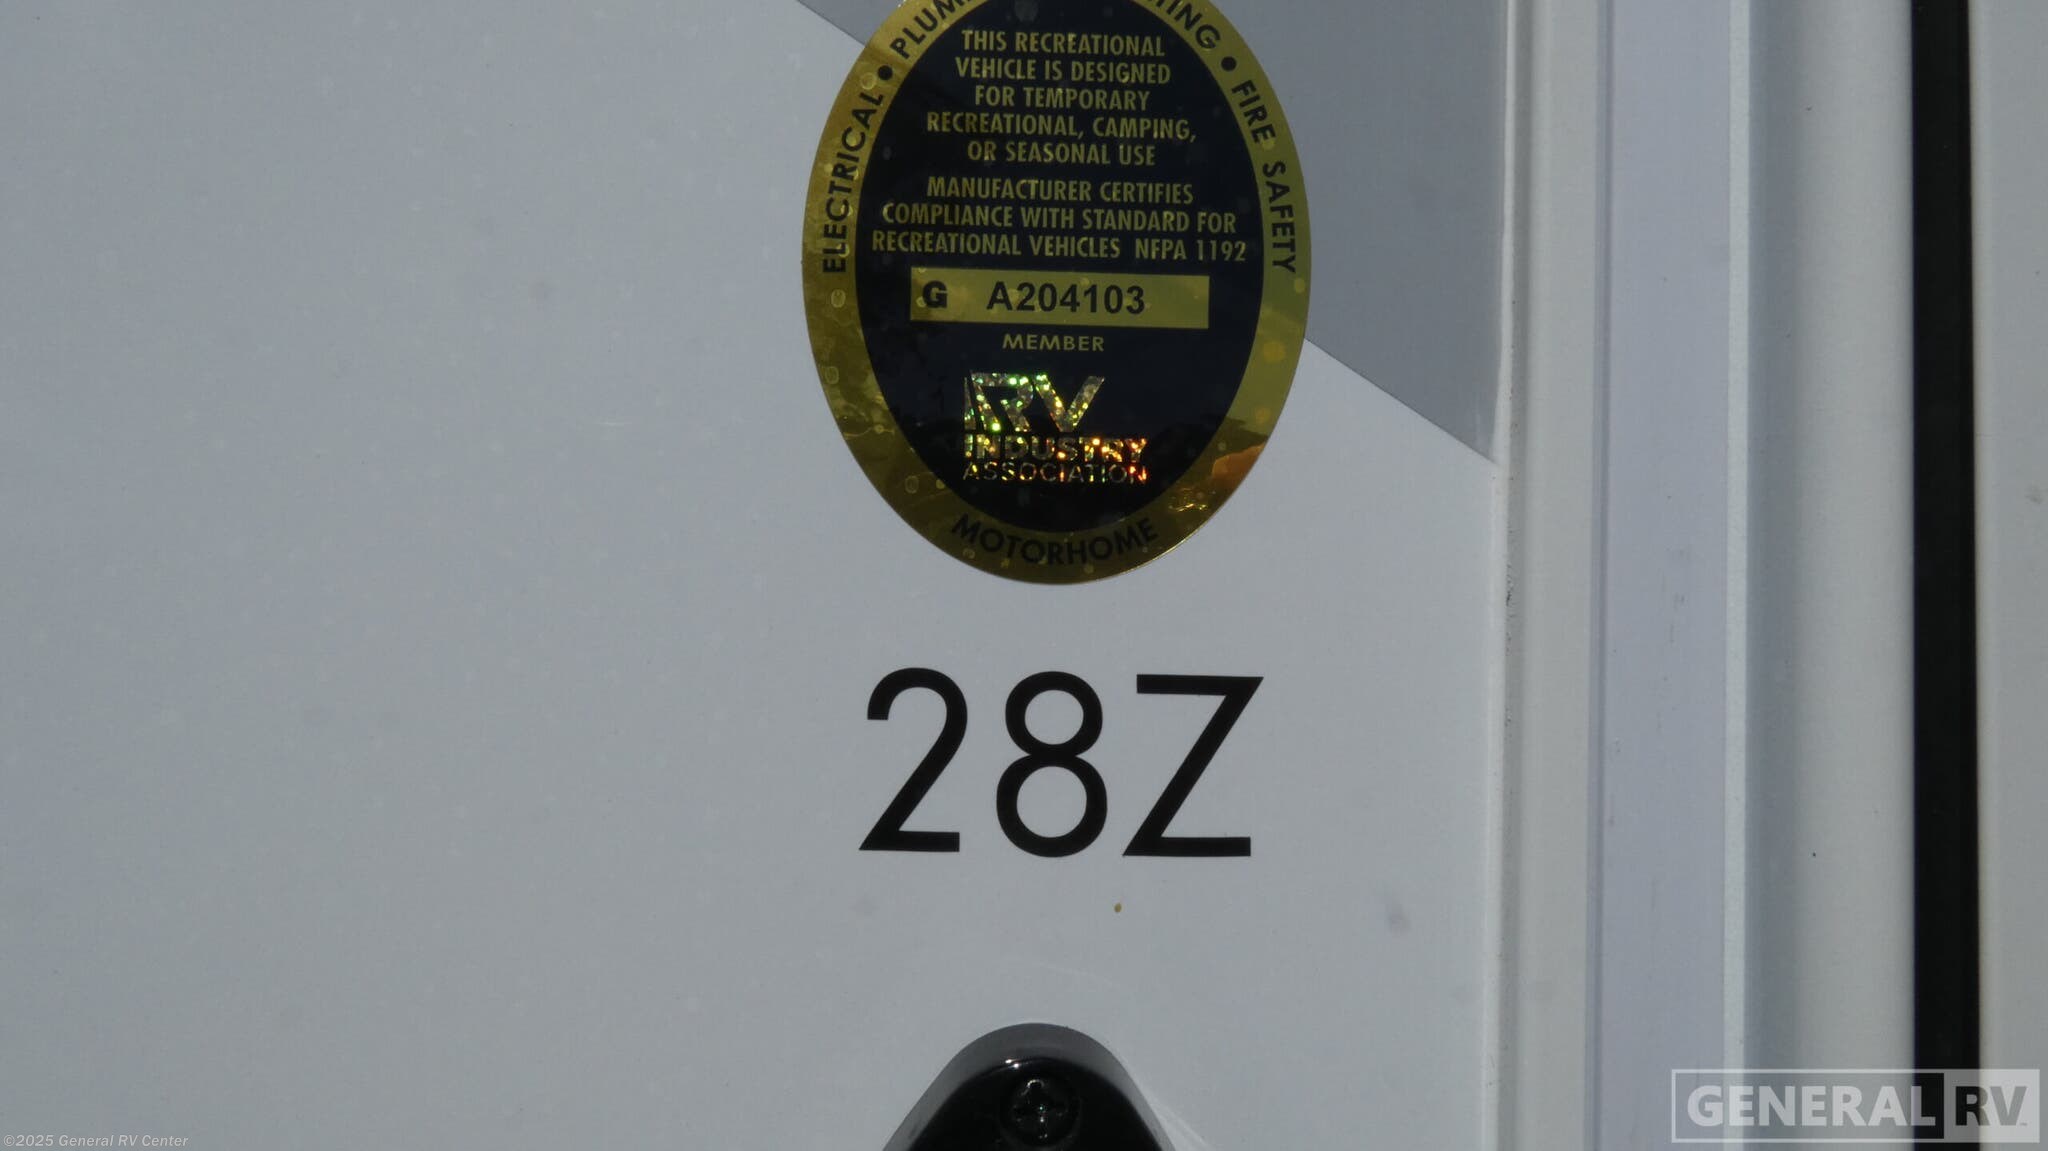 ELECTRICAL • PLUM
TING • FIRE SAFETY
THIS RECREATIONAL
VEHICLE IS DESIGNED
FOR TEMPORARY
RECREATIONAL, CAMPING,
OR SEASONAL USE
MANUFACTURER CERTIFIES
COMPLIANCE WITH STANDARD FOR
RECREATIONAL VEHICLES NFPA 1192
G A204103
MEMBER
RV
INDUSTRY
ASSOCIATION
MOTORHOME
28Z
GENERAL RV
©2025 General RV Center